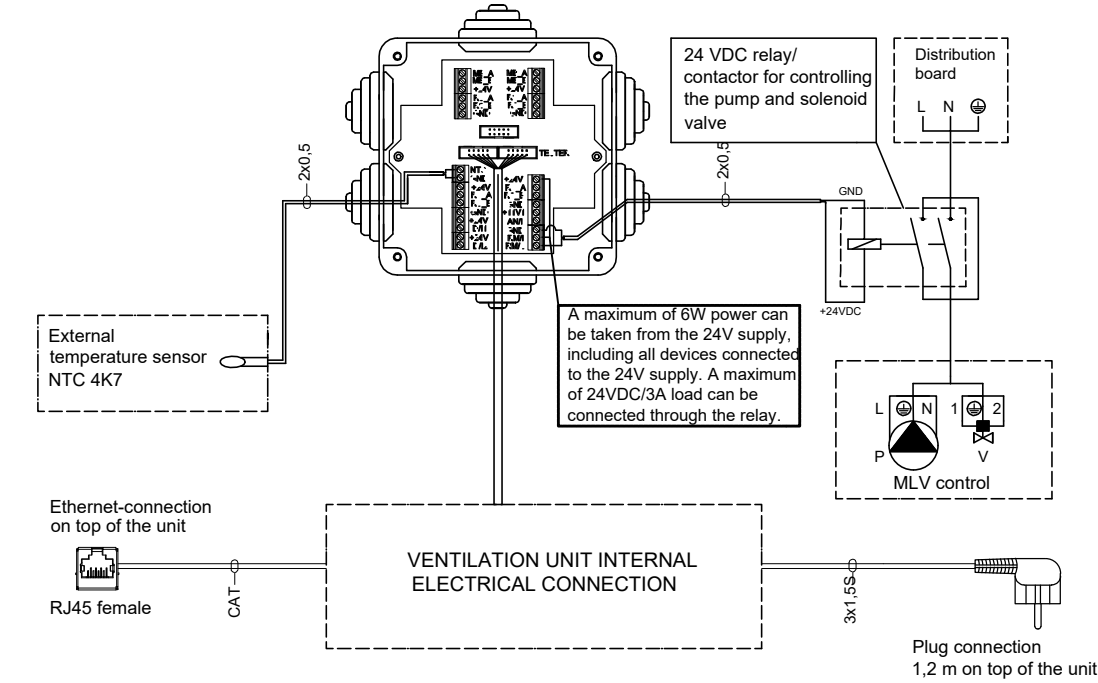 24 VDC relay/
contactor for controlling
the pump and solenoid
valve
Distribution
board
L N
2x0,5
2x0,5
GND
+24VDC
External
temperature sensor
NTC 4K7
A maximum of 6W power can
be taken from the 24V supply,
including all devices connected
to the 24V supply. A maximum
of 24VDC/3A load can be
connected through the relay.
L N 1 2
P V
MLV control
Ethernet-connection
on top of the unit
RJ45 female
CAT
VENTILATION UNIT INTERNAL
ELECTRICAL CONNECTION
3x1,5S
Plug connection
1,2 m on top of the unit